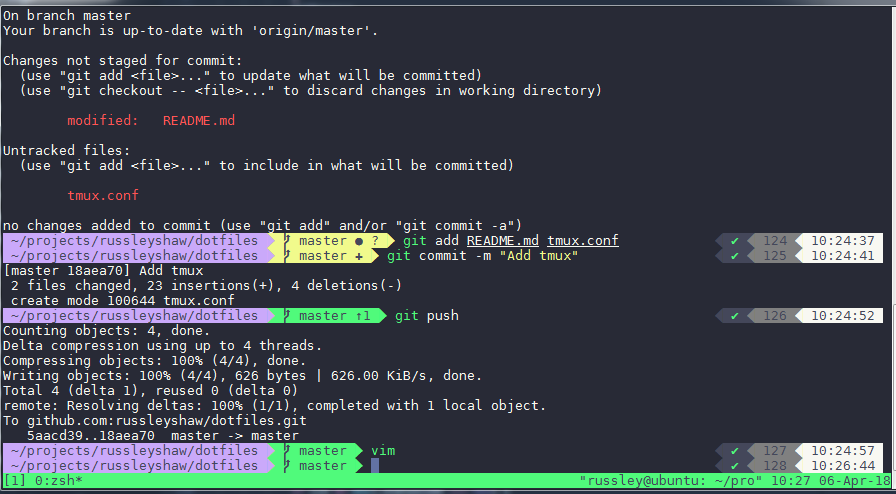 On branch master
Your branch is up-to-date with 'origin/master'.
Changes not staged for commit:
  (use "git add <file>..." to update what will be committed)
  (use "git checkout -- <file>..." to discard changes in working directory)
        modified:   README.md
Untracked files:
  (use "git add <file>..." to include in what will be committed)
        tmux.conf
no changes added to commit (use "git add" and/or "git commit -a")
~/projects/russleyshaw/dotfiles master ● ? git add README.md tmux.conf ✔ 124 10:24:37
~/projects/russleyshaw/dotfiles master ✚ git commit -m "Add tmux" ✔ 125 10:24:41
[master 18aea70] Add tmux
 2 files changed, 23 insertions(+), 4 deletions(-)
 create mode 100644 tmux.conf
~/projects/russleyshaw/dotfiles master ↑1 git push ✔ 126 10:24:52
Counting objects: 4, done.
Delta compression using up to 4 threads.
Compressing objects: 100% (4/4), done.
Writing objects: 100% (4/4), 626 bytes | 626.00 KiB/s, done.
Total 4 (delta 1), reused 0 (delta 0)
remote: Resolving deltas: 100% (1/1), completed with 1 local object.
To github.com:russleyshaw/dotfiles.git
   5aacd39..18aea70  master -> master
~/projects/russleyshaw/dotfiles master vim ✔ 127 10:24:57
~/projects/russleyshaw/dotfiles master ✔ 128 10:26:44
[1] 0:zsh* "russley@ubuntu: ~/pro" 10:27 06-Apr-18